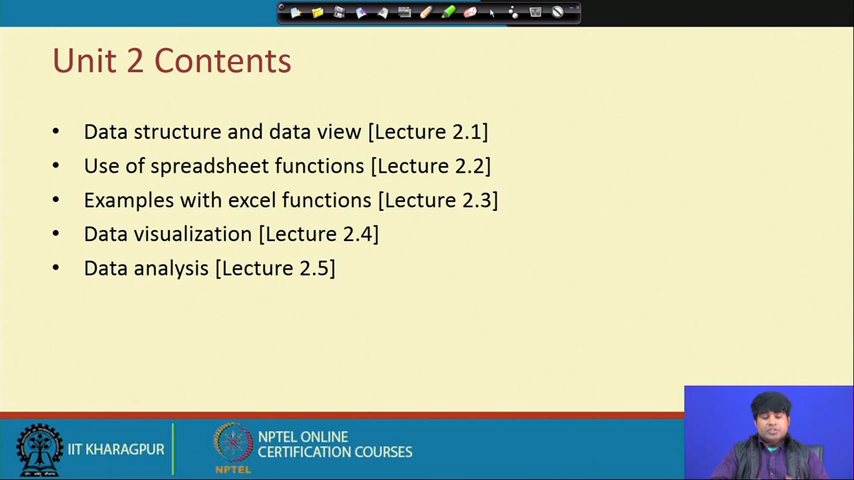 Unit 2 Contents
• Data structure and data view [Lecture 2.1]
• Use of spreadsheet functions [Lecture 2.2]
• Examples with excel functions [Lecture 2.3]
• Data visualization [Lecture 2.4]
• Data analysis [Lecture 2.5]
IIT KHARAGPUR
NPTEL
NPTEL ONLINE
CERTIFICATION COURSES